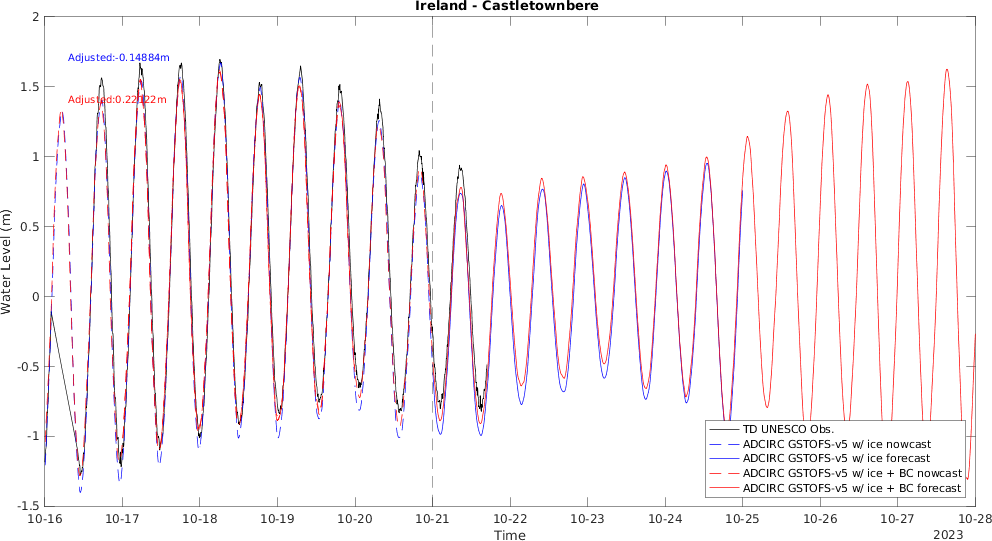 Ireland - Castletownbere
2
1.5
1
0.5
0
-0.5
-1
-1.5
Water Level (m)
Adjusted:-0.14884m
Adjusted:0.22022m
TD UNESCO Obs.
ADCIRC GSTOFS-v5 w/ ice nowcast
ADCIRC GSTOFS-v5 w/ ice forecast
ADCIRC GSTOFS-v5 w/ ice + BC nowcast
ADCIRC GSTOFS-v5 w/ ice + BC forecast
10-16 10-17 10-18 10-19 10-20 10-21 10-22 10-23 10-24 10-25 10-26 10-27 10-28
Time
2023